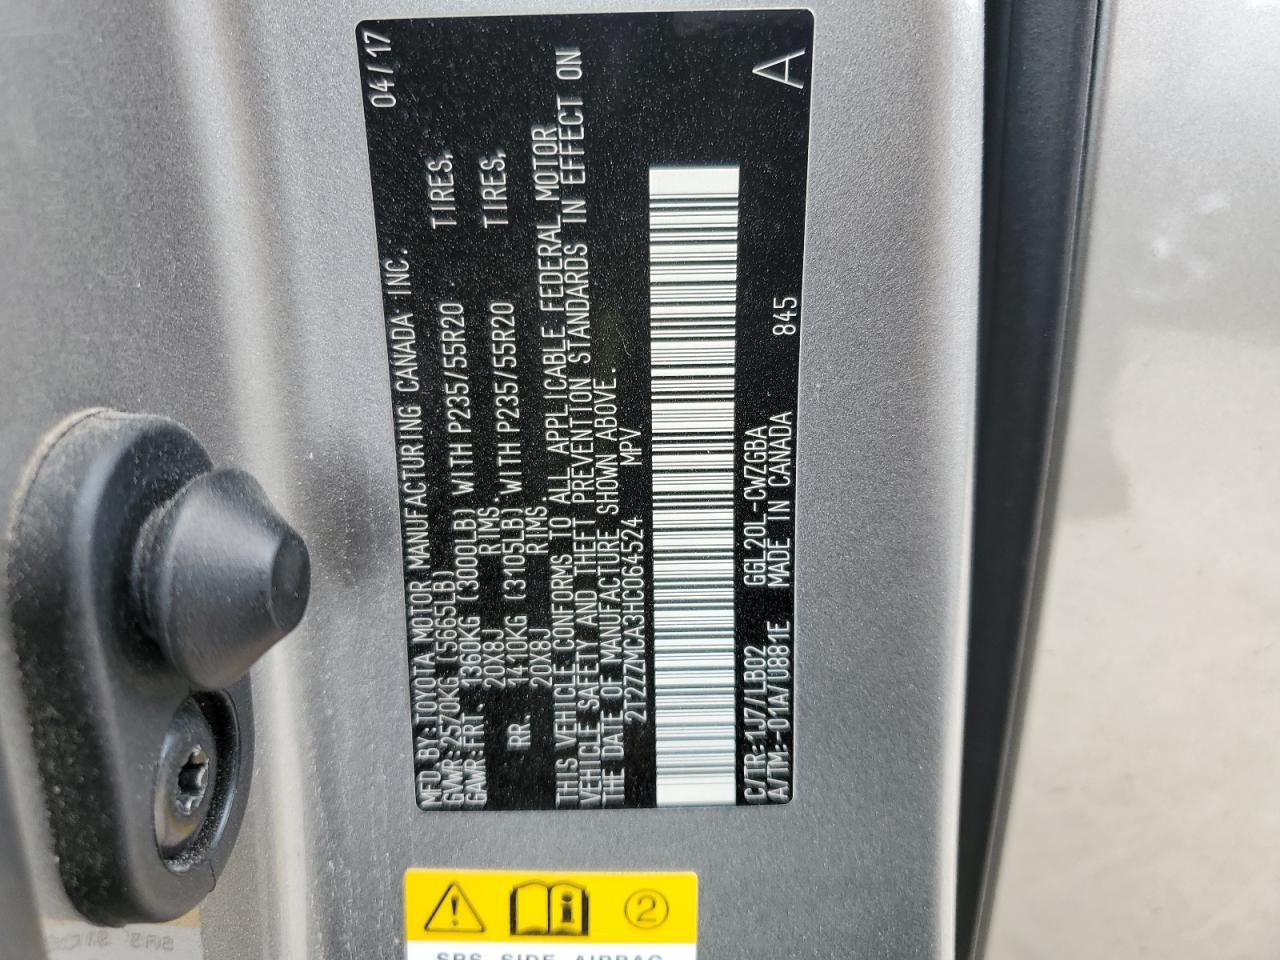 MFD. BY: TOYOTA MOTOR MANUFACTURING CANADA INC. 04/17
GVWR: 2570KG (5665LB)
GAWR: FRT. 1360KG (3000LB) WITH P235/55R20 TIRES,
20X8J RIMS.
RR. 1410KG (3105LB) WITH P235/55R20 TIRES,
20X8J RIMS.
THIS VEHICLE CONFORMS TO ALL APPLICABLE FEDERAL MOTOR
VEHICLE SAFETY AND THEFT PREVENTION STANDARDS IN EFFECT ON
THE DATE OF MANUFACTURE SHOWN ABOVE.
2T2ZZMCA3HC064524 MPV
C/TR: 1J7/LB02 GGL20L-CWZGBA
A/TM: -01A/U881E MADE IN CANADA 845
A
2
SRS SIDE AIRBAG